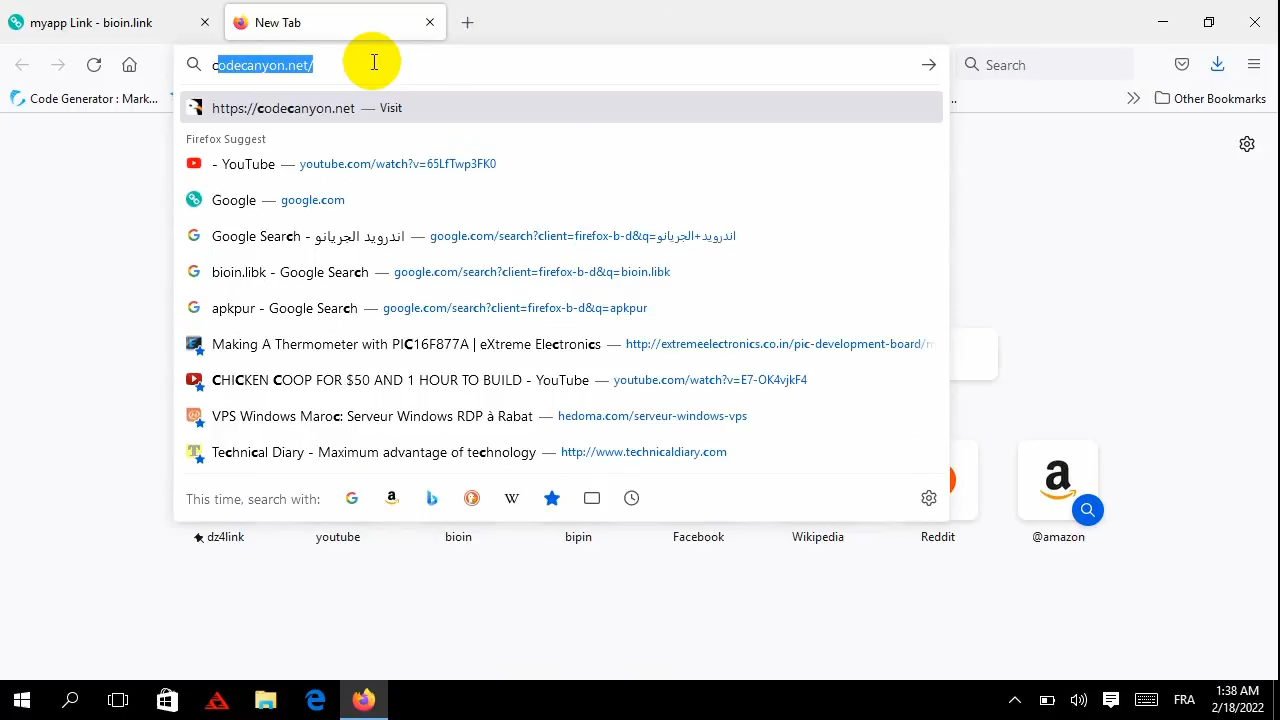 myapp Link - bioin.link
New Tab
codecanyon.net/
Search
Code Generator : Mark...
...
Other Bookmarks
https://codecanyon.net — Visit
Firefox Suggest
- YouTube — youtube.com/watch?v=65LfTwp3FK0
Google — google.com
اندرويد الجريانو - Google Search — google.com/search?client=firefox-b-d&q=اندرويد+الجريانو
bioin.libk - Google Search — google.com/search?client=firefox-b-d&q=bioin.libk
apkpur - Google Search — google.com/search?client=firefox-b-d&q=apkpur
Making A Thermometer with PIC16F877A | eXtreme Electronics — http://extremeelectronics.co.in/pic-development-board/m
CHICKEN COOP FOR $50 AND 1 HOUR TO BUILD - YouTube — youtube.com/watch?v=E7-OK4vjkF4
VPS Windows Maroc: Serveur Windows RDP à Rabat — hedoma.com/serveur-windows-vps
Technical Diary - Maximum advantage of technology — http://www.technicaldiary.com
This time, search with:
dz4link
youtube
bioin
bipin
Facebook
Wikipedia
Reddit
@amazon
FRA
1:38 AM
2/18/2022